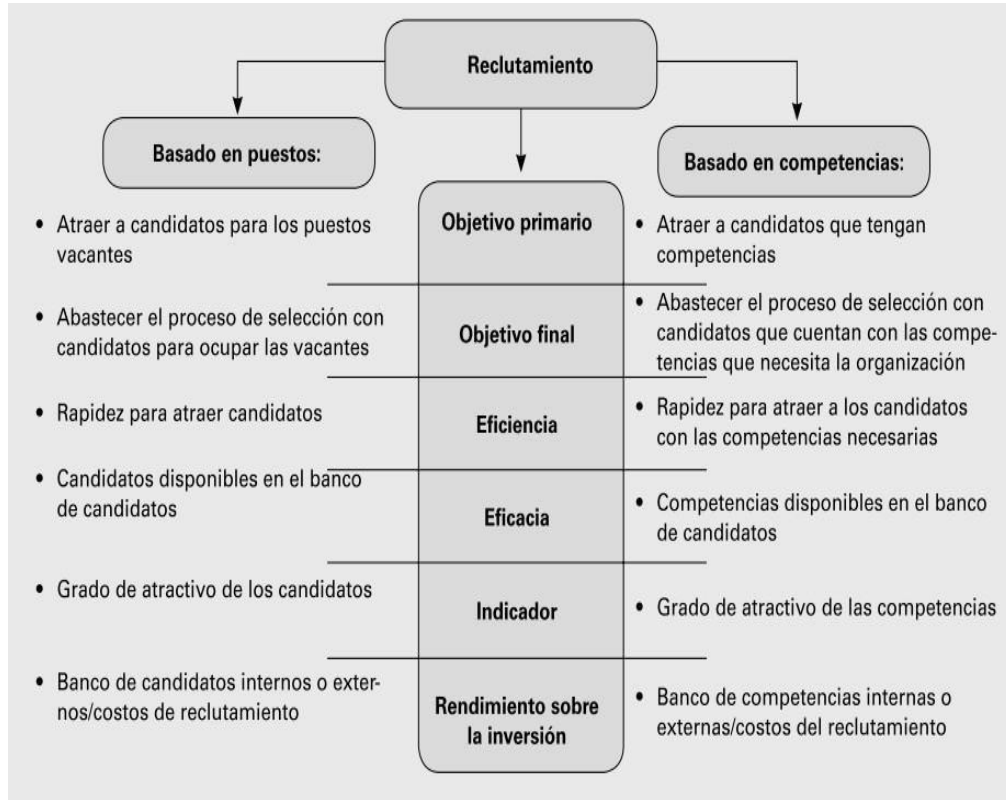 Reclutamiento
Basado en puestos:
Basado en competencias:
• Atraer a candidatos para los puestos
vacantes
Objetivo primario
• Atraer a candidatos que tengan
competencias
• Abastecer el proceso de selección con
candidatos para ocupar las vacantes
Objetivo final
• Abastecer el proceso de selección con
candidatos que cuentan con las compe-
tencias que necesita la organización
• Rapidez para atraer candidatos
Eficiencia
• Rapidez para atraer a los candidatos
con las competencias necesarias
• Candidatos disponibles en el banco
de candidatos
Eficacia
• Competencias disponibles en el banco
de candidatos
• Grado de atractivo de los candidatos
Indicador
• Grado de atractivo de las competencias
• Banco de candidatos internos o exter-
nos/costos de reclutamiento
Rendimiento sobre
la inversión
• Banco de competencias internas o
externas/costos del reclutamiento